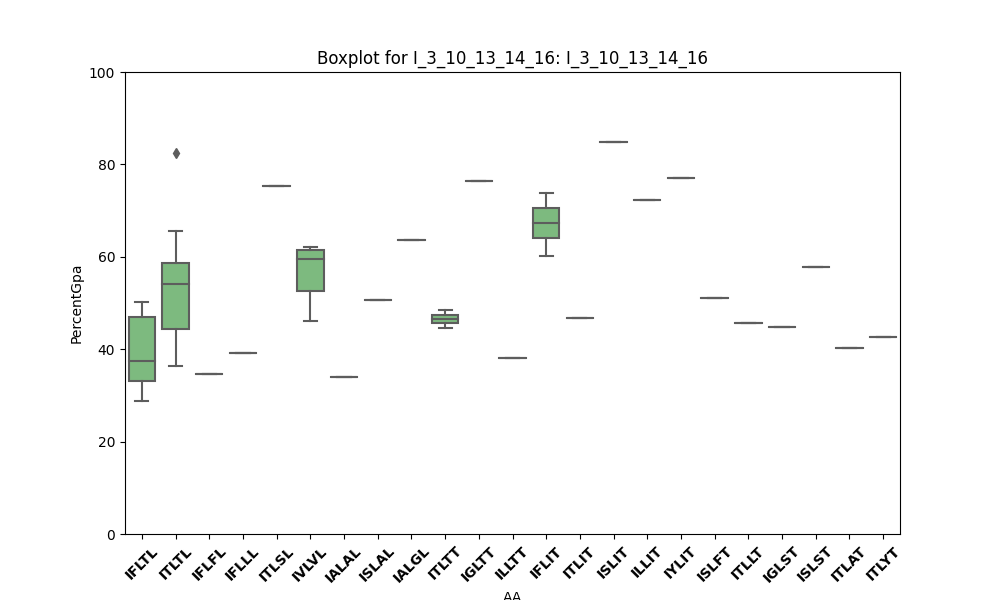 Boxplot for I_3_10_13_14_16: I_3_10_13_14_16
100
80
60
40
20
0
PercentGpa
IFLTL
ITLTL
IFLFL
IFLLL
ITLSL
IVLVL
IALAL
ISLAL
IALGL
ITLTT
IGLTT
ILLTT
IFLIT
ITLIT
ISLIT
ILLIT
IYLIT
ISLFT
ITLLT
IGLST
ISLST
ITLAT
ITLYT
AA